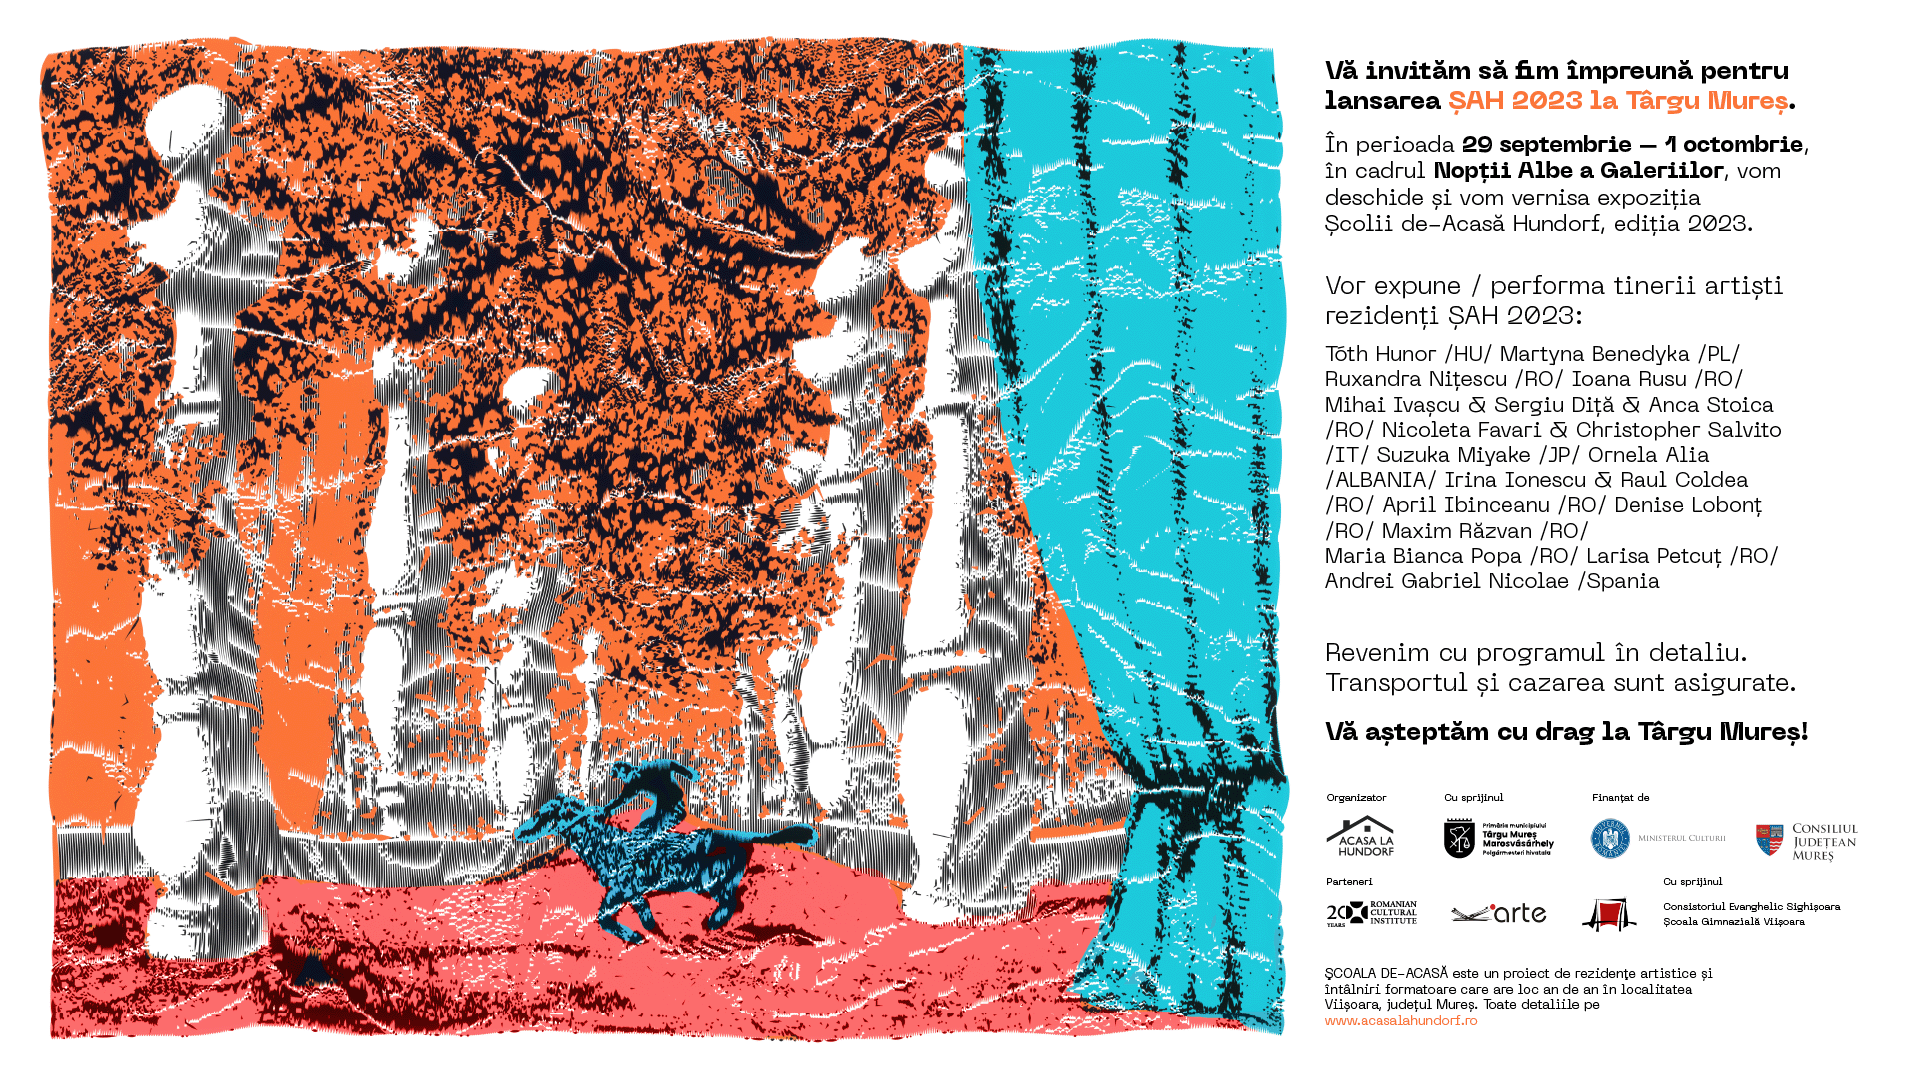 Vă invităm să fim împreună pentru
lansarea ȘAH 2023 la Târgu Mureș.
În perioada 29 septembrie – 1 octombrie,
în cadrul Nopții Albe a Galeriilor, vom
deschide și vom vernisa expoziția
Școlii de-Acasă Hundorf, ediția 2023.
Vor expune / performa tinerii artiști
rezidenți ȘAH 2023:
Tóth Hunor /HU/ Martyna Benedyka /PL/
Ruxandra Nițescu /RO/ Ioana Rusu /RO/
Mihai Ivașcu & Sergiu Diță & Anca Stoica
/RO/ Nicoleta Favari & Christopher Salvito
/IT/ Suzuka Miyake /JP/ Ornela Alia
/ALBANIA/ Irina Ionescu & Raul Coldea
/RO/ April Ibinceanu /RO/ Denise Lobonț
/RO/ Maxim Răzvan /RO/
Maria Bianca Popa /RO/ Larisa Petcuț /RO/
Andrei Gabriel Nicolae /Spania
Revenim cu programul în detaliu.
Transportul și cazarea sunt asigurate.
Vă așteptăm cu drag la Târgu Mureș!
Organizator
Cu sprijinul
Finanțat de
ACASA LA
HUNDORF
Primăria municipiului
Târgu Mureș
Marosvásárhely
Polgármesteri hivatala
GUVERNUL ROMÂNIEI
MINISTERUL CULTURII
CONSILIUL
JUDEȚEAN
MUREȘ
Parteneri
Cu sprijinul
20 YEARS
ROMANIAN
CULTURAL
INSTITUTE
arte
Consistoriul Evanghelic Sighișoara
Școala Gimnazială Viișoara
ȘCOALA DE-ACASĂ este un proiect de rezidențe artistice și
întâlniri formatoare care are loc an de an în localitatea
Viișoara, județul Mureș. Toate detaliile pe
www.acasalahundorf.ro